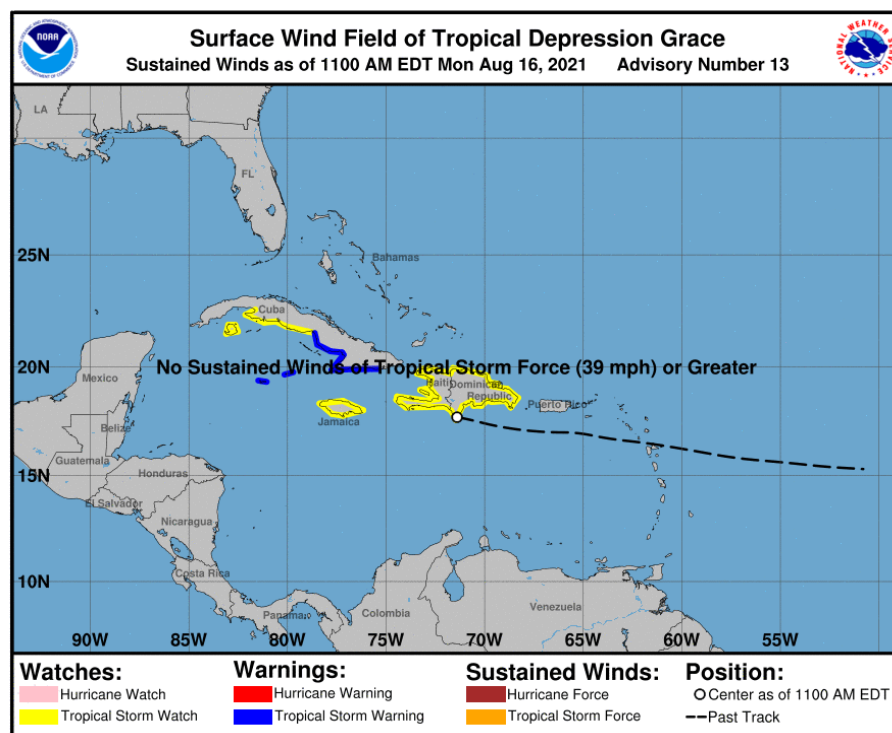 NOAA
NATIONAL WEATHER SERVICE
Surface Wind Field of Tropical Depression Grace
Sustained Winds as of 1100 AM EDT Mon Aug 16, 2021 Advisory Number 13
LA
FL
25N
Bahamas
Cuba
20N
No Sustained Winds of Tropical Storm Force (39 mph) or Greater
Mexico
Haiti
Dominican
Republic
Puerto Rico
Jamaica
Belize
Guatemala
15N
Honduras
El Salvador
Nicaragua
10N
Costa Rica
Panama
Colombia
Venezuela
90W 85W 80W 75W 70W 65W 60W 55W
Watches: Warnings: Sustained Winds: Position:
Hurricane Watch Hurricane Warning Hurricane Force Center as of 1100 AM EDT
Tropical Storm Watch Tropical Storm Warning Tropical Storm Force Past Track